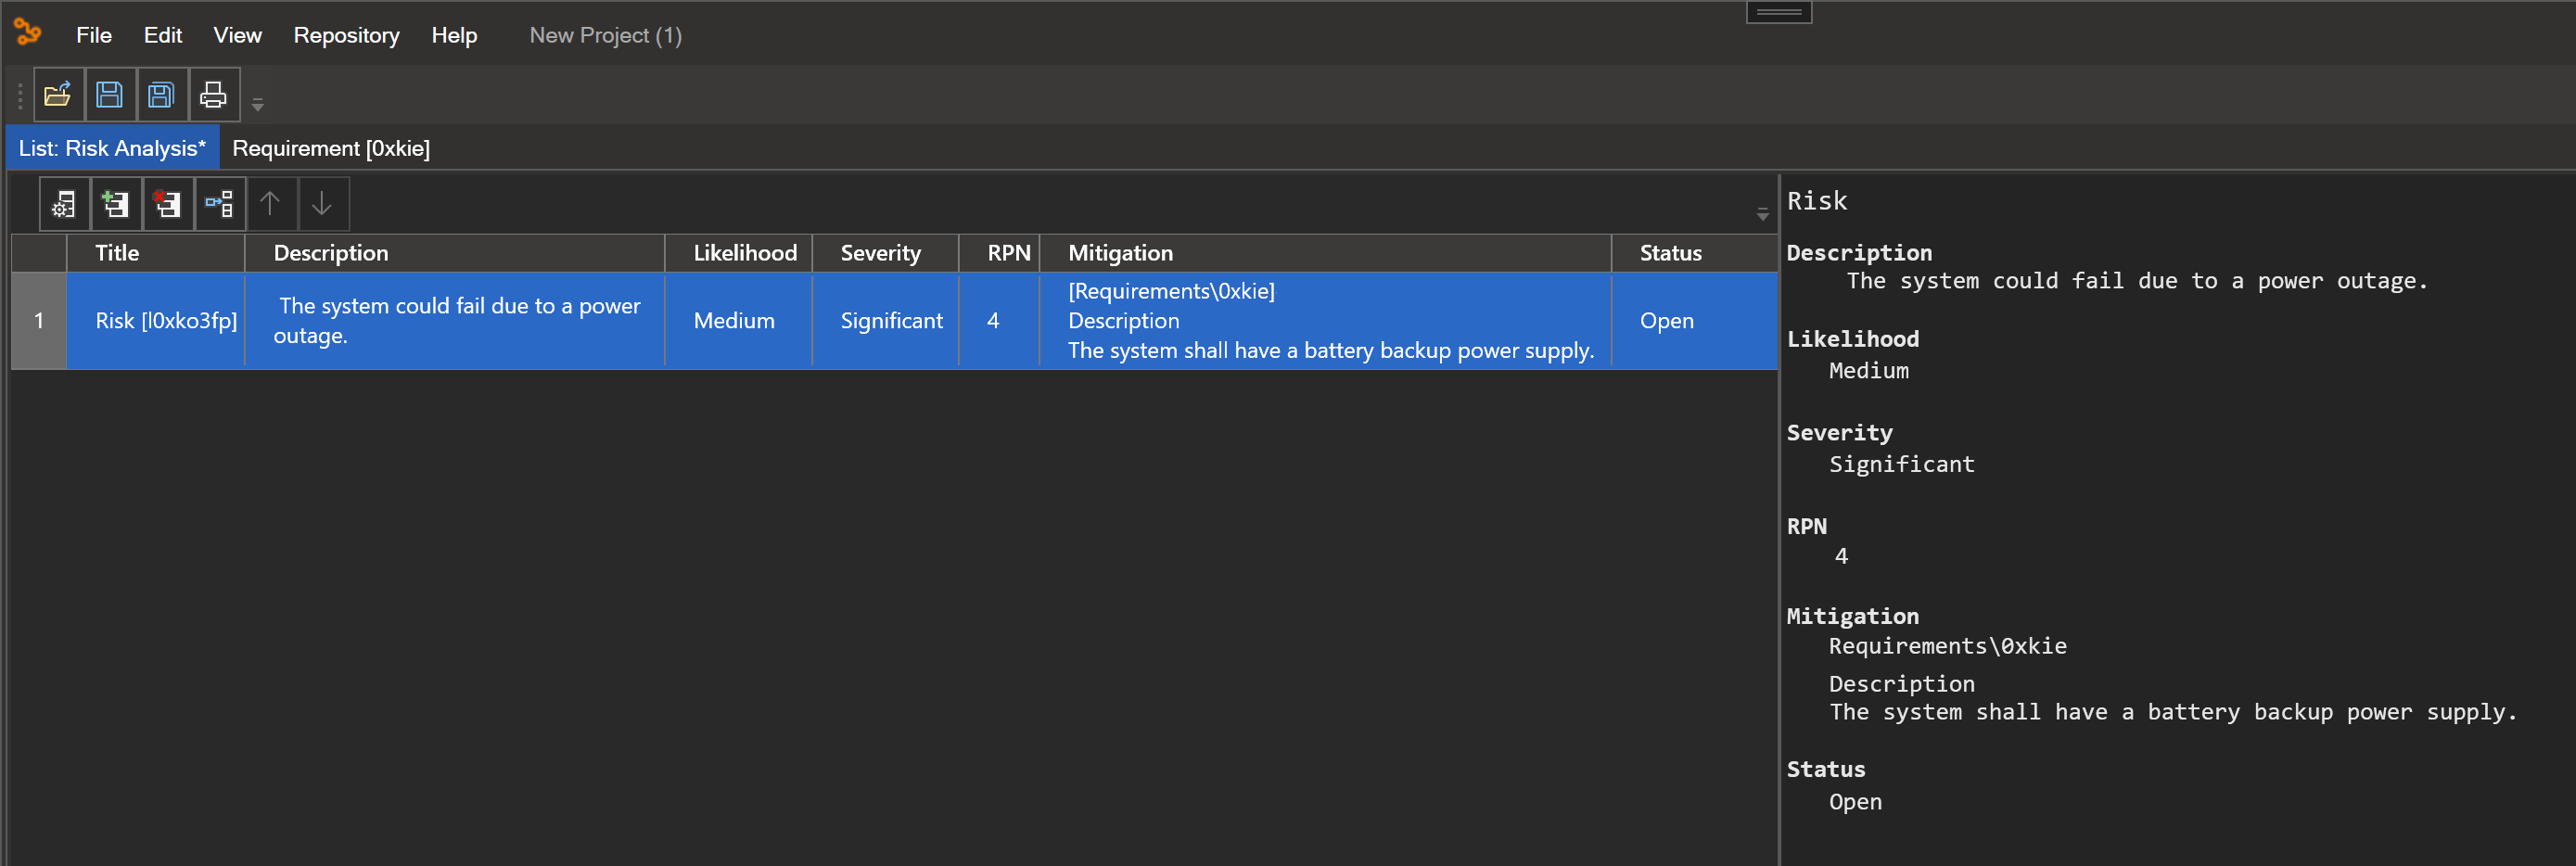 File Edit View Repository Help New Project (1)
List: Risk Analysis* Requirement [0xkie]
Title Description Likelihood Severity RPN Mitigation Status
1 Risk [l0xko3fp] The system could fail due to a power outage. Medium Significant 4 [Requirements\0xkie] Description The system shall have a battery backup power supply. Open
Risk
Description
The system could fail due to a power outage.
Likelihood
Medium
Severity
Significant
RPN
4
Mitigation
Requirements\0xkie
Description
The system shall have a battery backup power supply.
Status
Open